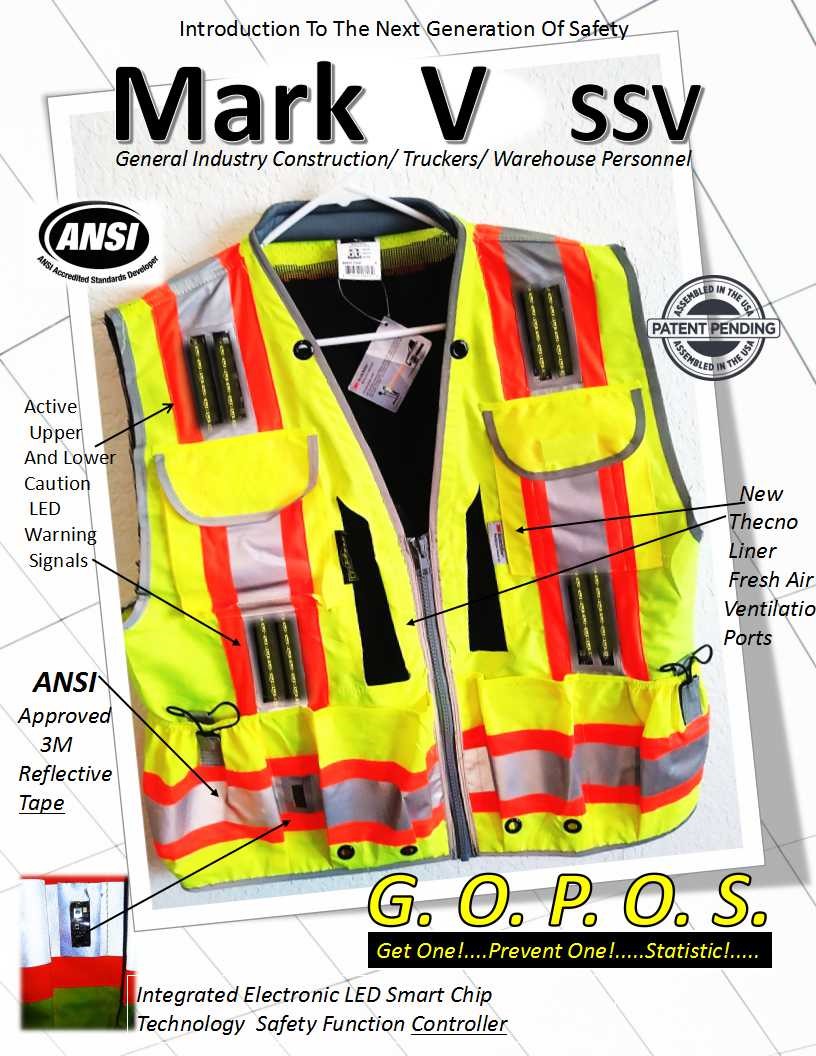 Introduction To The Next Generation Of Safety
Mark V SSV
General Industry Construction/ Truckers/ Warehouse Personnel
ANSI
ANSI Accredited Standards Developer
ASSEMBLED IN THE USA
PATENT PENDING
ASSEMBLED IN THE USA
Active
Upper
And Lower
Caution
LED
Warning
Signals
New
Thecno
Liner
Fresh Air
Ventilatio
Ports
ANSI
Approved
3M
Reflective
Tape
G. O. P. O. S.
Get One!....Prevent One!.....Statistic!.....
Integrated Electronic LED Smart Chip
Technology Safety Function Controller